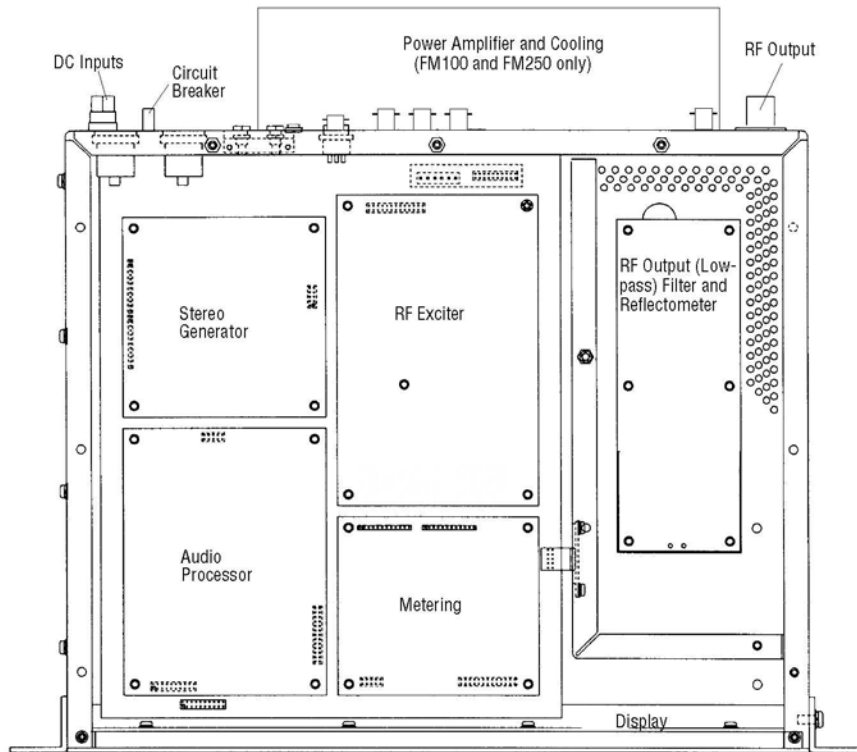 Power Amplifier and Cooling
(FM100 and FM250 only)
RF Output
DC Inputs
Circuit
Breaker
Stereo
Generator
RF Exciter
RF Output (Low-
pass) Filter and
Reflectometer
Audio
Processor
Metering
Display